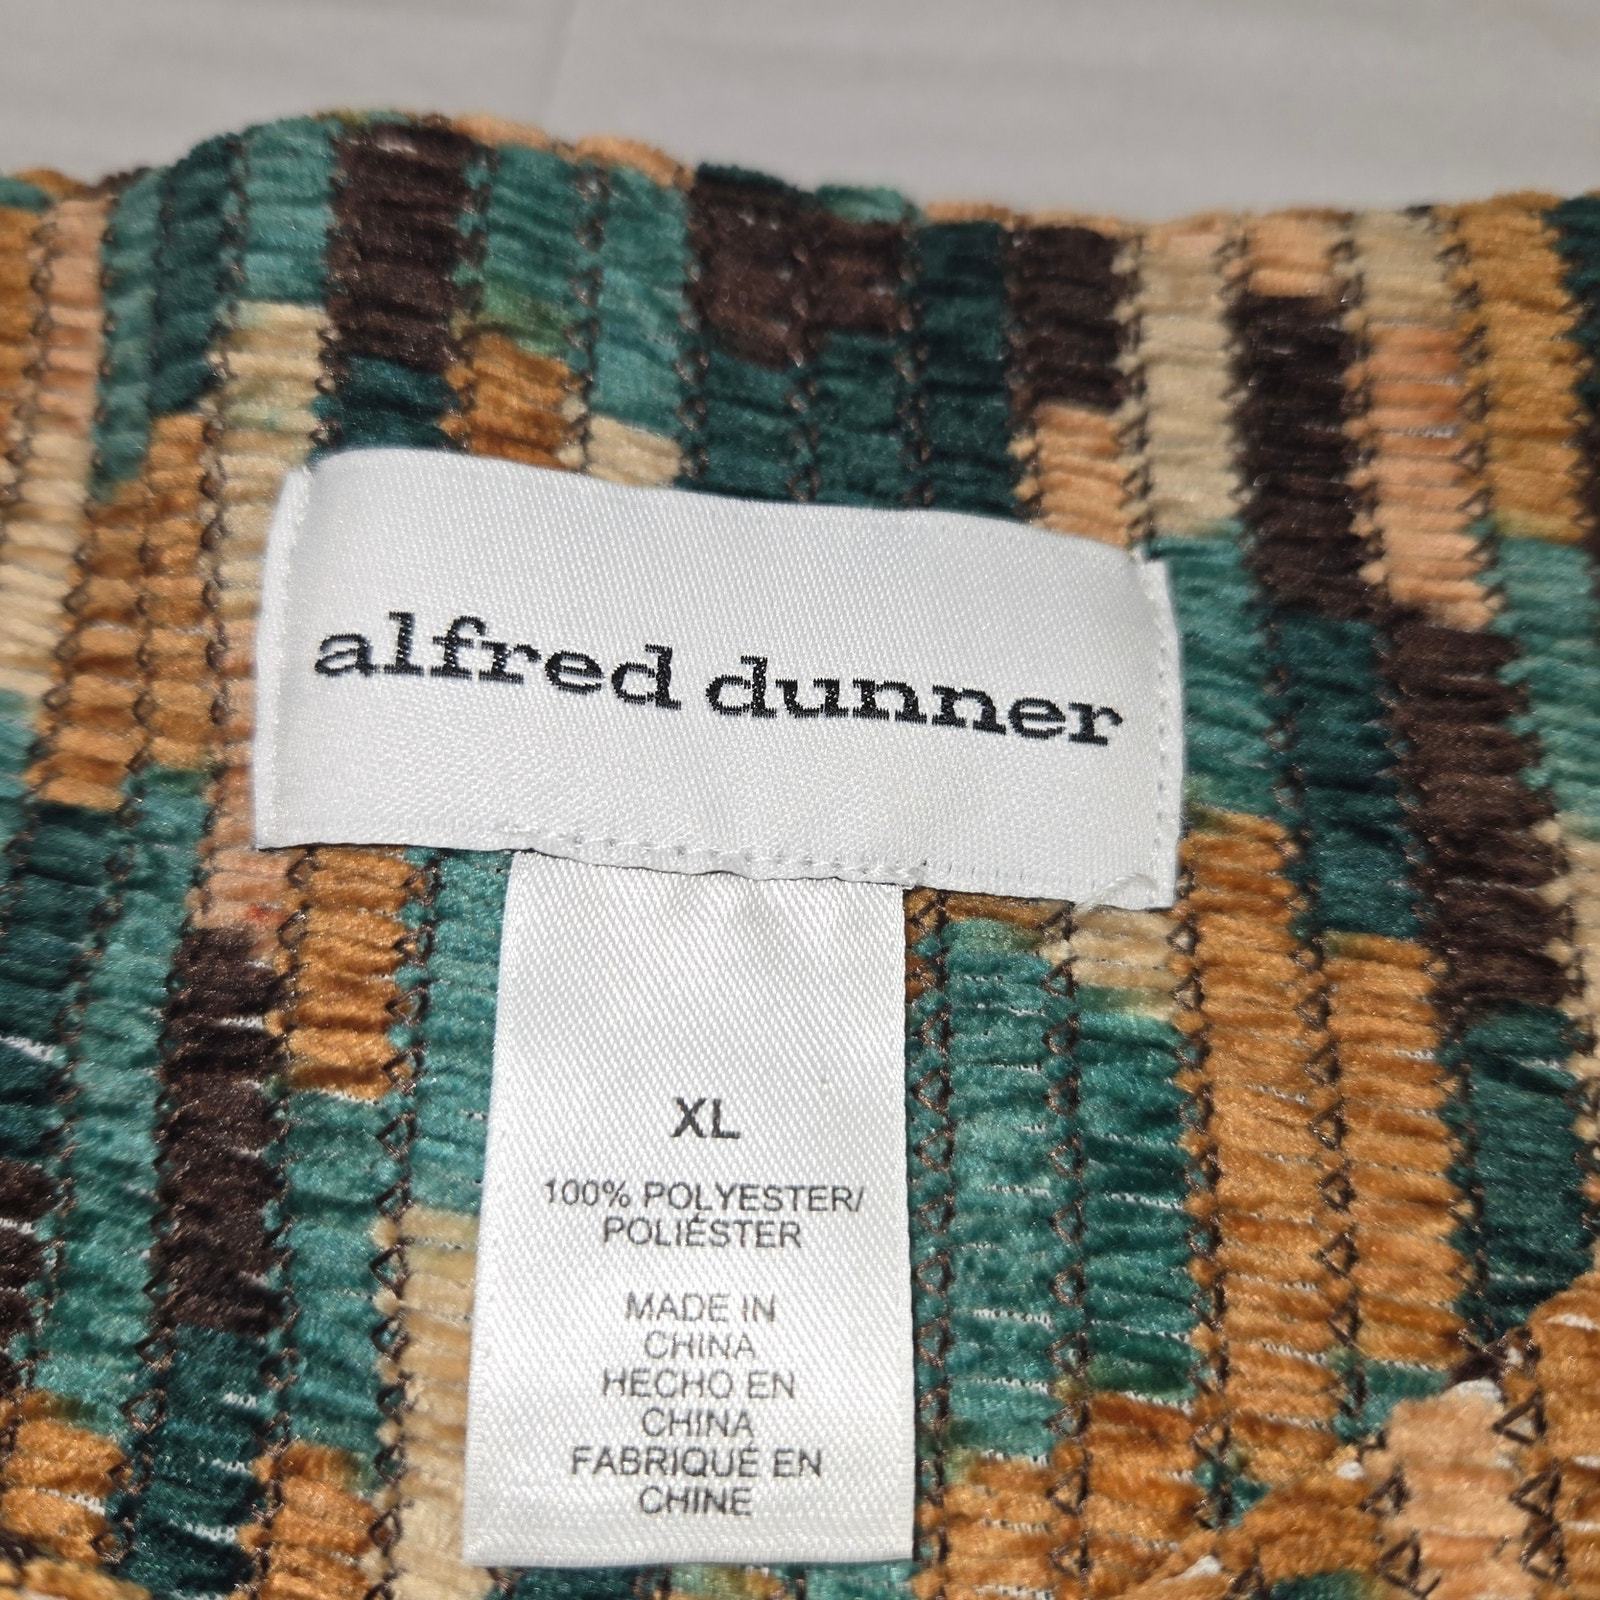 alfred dunner
XL
100% POLYESTER/
POLIÉSTER
MADE IN
CHINA
HECHO EN
CHINA
FABRIQUÉ EN
CHINE